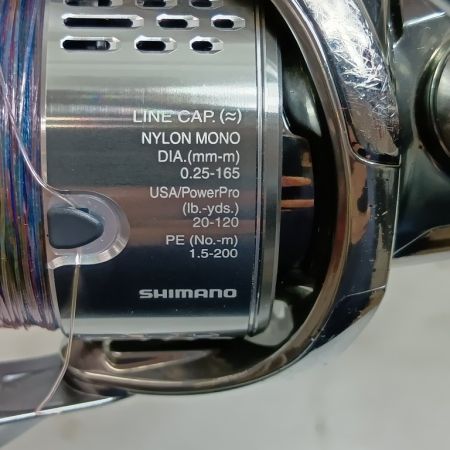 LINE CAP. (≈)
NYLON MONO
DIA.(mm-m)
0.25-165
USA/PowerPro
(lb.-yds.)
20-120
PE (No.-m)
1.5-200
SHIMANO